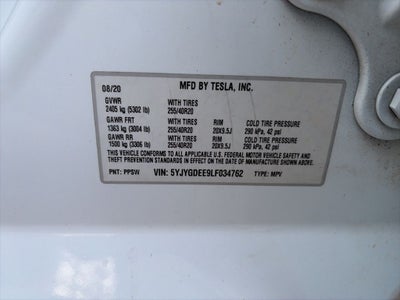 08/20 MFD BY TESLA, INC.
GVWR WITH TIRES
2405 kg (5302 lb) 255/40R20
GAWR FRT WITH TIRES RIM COLD TIRE PRESSURE
1363 kg (3004 lb) 255/40R20 20X9.5J 290 kPa, 42 psi
GAWR RR WITH TIRES RIM COLD TIRE PRESSURE
1500 kg (3306 lb) 255/40R20 20X9.5J 290 kPa, 42 psi
THIS VEHICLE CONFORMS TO ALL APPLICABLE U.S. FEDERAL MOTOR VEHICLE SAFETY AND
THEFT PREVENTION STANDARDS IN EFFECT ON THE DATE OF MANUFACTURE SHOWN ABOVE.
PNT: PPSW VIN: 5YJYGDEE9LF034762 TYPE: MPV